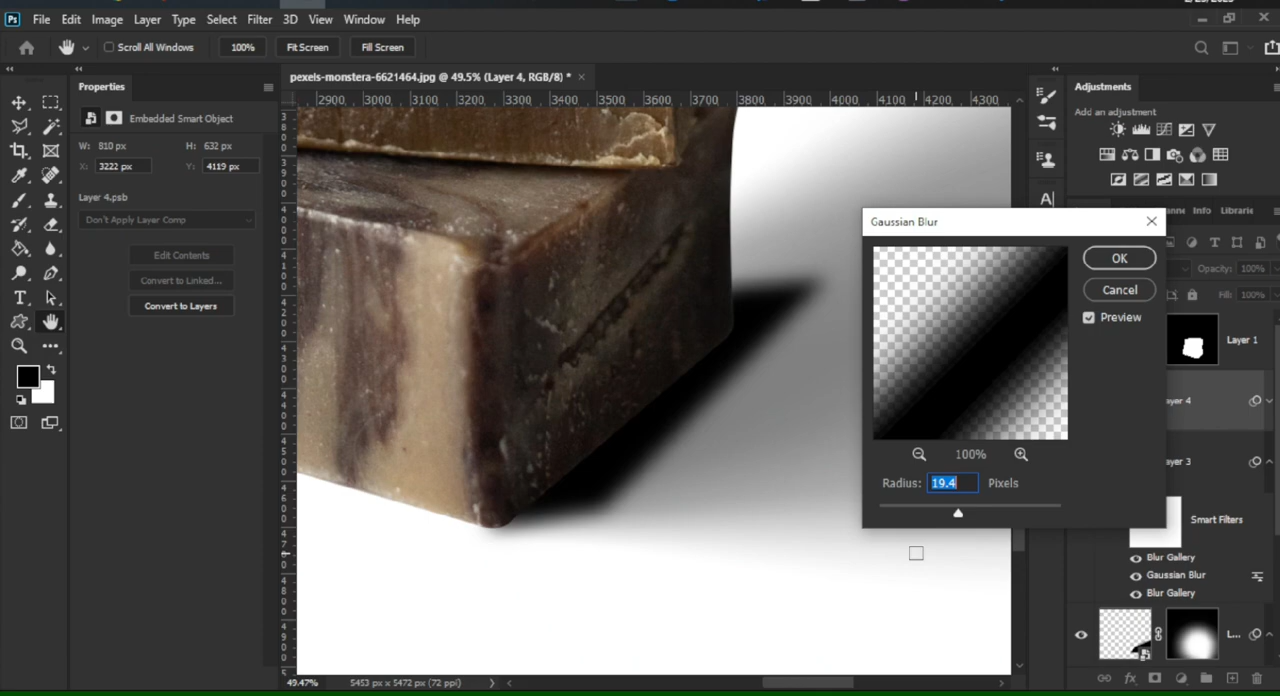 Ps File Edit Image Layer Type Select Filter 3D View Window Help
Scroll All Windows 100% Fit Screen Fill Screen
Properties
pexels-monstera-6621464.jpg @ 49.5% (Layer 4, RGB/8) *
Adjustments
2900 3000 3100 3200 3300 3400 3500 3600 3700 3800 3900 4000 4100 4200 4300
Add an adjustment
Embedded Smart Object
W: 810 px H: 632 px
X: 3222 px Y: 4119 px
Layer 4.psb
Don't Apply Layer Comp
Edit Contents
Convert to Linked...
Convert to Layers
Info
Gaussian Blur
OK
Cancel
Preview
100%
Radius: 19.4 Pixels
Opacity: 100%
Fill: 100%
Layer 1
ayer 4
ayer 3
Smart Filters
Blur Gallery
Gaussian Blur
Blur Gallery
L...
49.47% 5453 px x 5472 px (72 ppi)